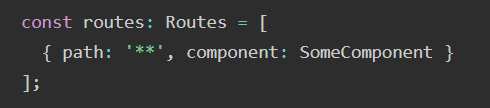 const routes: Routes = [
  { path: '**', component: SomeComponent }
];